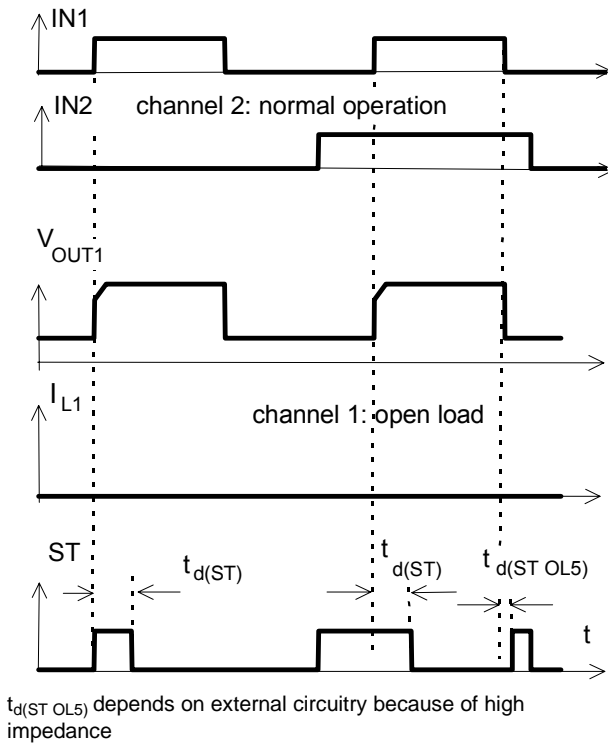 IN1
IN2
channel 2: normal operation
VOUT1
IL1
channel 1: open load
ST
td(ST)
td(ST)
td(ST OL5)
t
td(ST OL5) depends on external circuitry because of high
impedance